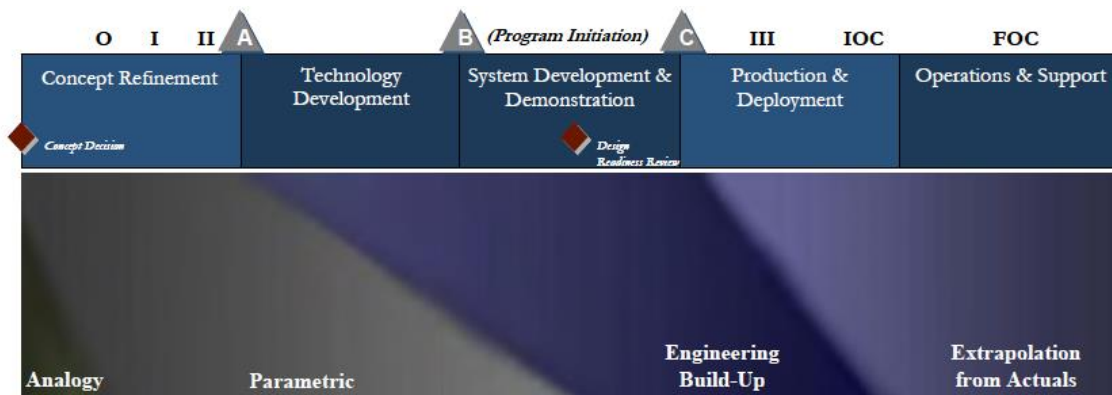 O I II A B (Program Initiation) C III IOC FOC
Concept Refinement
Technology
Development
System Development &
Demonstration
Production &
Deployment
Operations & Support
Concept Decision
Design
Readiness Review
Analogy
Parametric
Engineering
Build-Up
Extrapolation
from Actuals